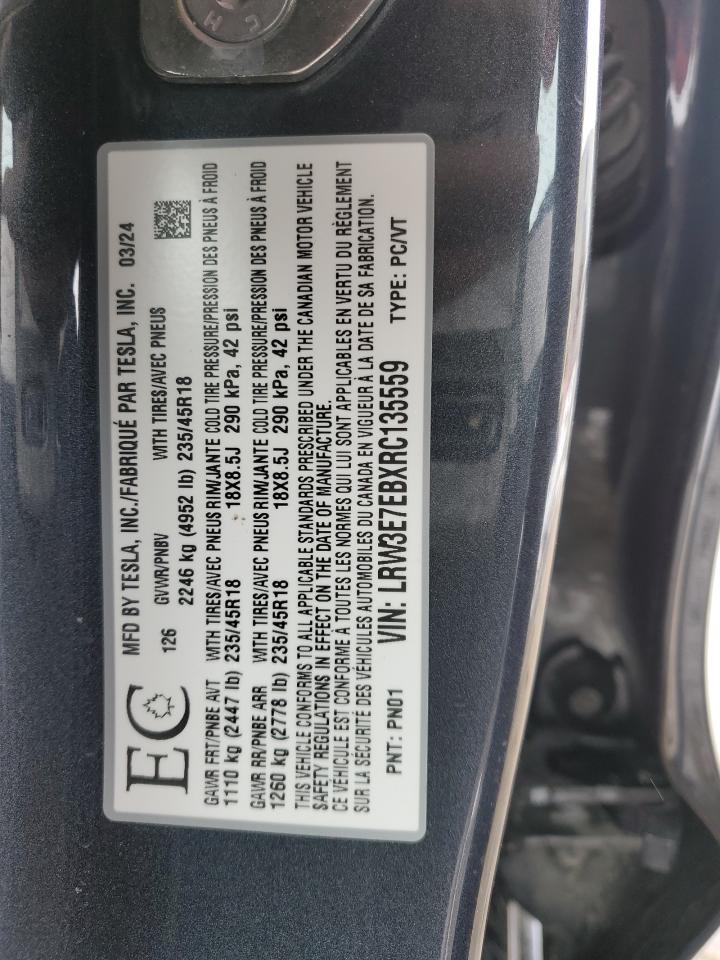 C H
EC
MFD BY TESLA, INC./FABRIQUÉ PAR TESLA, INC. 03/24
126 GVWR/PNBV WITH TIRES/AVEC PNEUS
2246 kg (4952 lb) 235/45R18
GAWR FRT/PNBE AVT WITH TIRES/AVEC PNEUS RIM/JANTE COLD TIRE PRESSURE/PRESSION DES PNEUS À FROID
1110 kg (2447 lb) 235/45R18 18X8.5J 290 kPa, 42 psi
GAWR RR/PNBE ARR WITH TIRES/AVEC PNEUS RIM/JANTE COLD TIRE PRESSURE/PRESSION DES PNEUS À FROID
1260 kg (2778 lb) 235/45R18 18X8.5J 290 kPa, 42 psi
THIS VEHICLE CONFORMS TO ALL APPLICABLE STANDARDS PRESCRIBED UNDER THE CANADIAN MOTOR VEHICLE
SAFETY REGULATIONS IN EFFECT ON THE DATE OF MANUFACTURE.
CE VÉHICULE EST CONFORME À TOUTES LES NORMES QUI LUI SONT APPLICABLES EN VERTU DU RÈGLEMENT
SUR LA SÉCURITÉ DES VÉHICULES AUTOMOBILES DU CANADA EN VIGUEUR À LA DATE DE SA FABRICATION.
PNT: PN01 VIN: LRW3E7EBXRC135559 TYPE: PC/VT